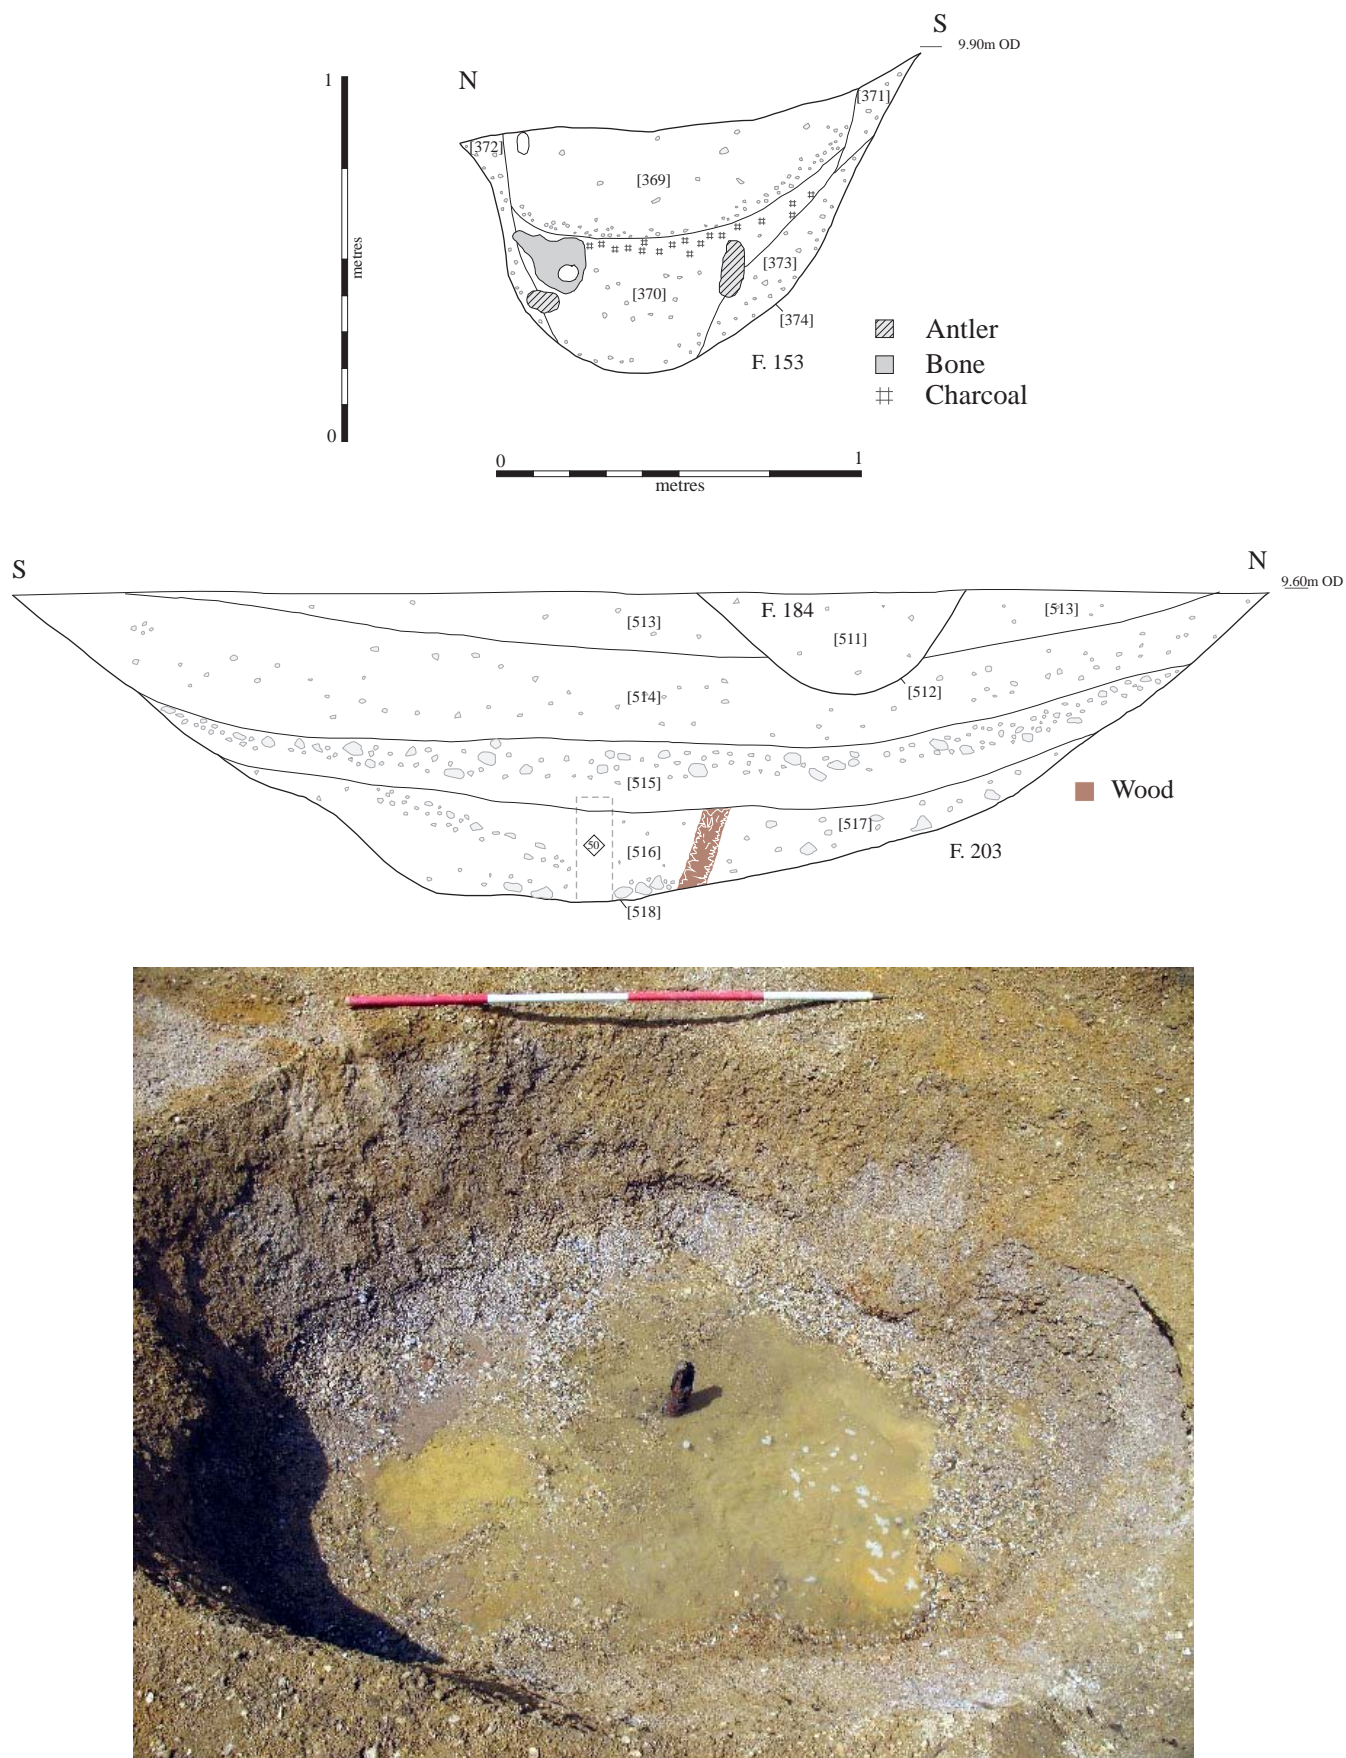 S
9.90m OD
N
1
[371]
[372]
[369]
metres
[373]
[370]
[374]
Antler
F. 153
Bone
Charcoal
0
0 1
metres
S
N
9.60m OD
F. 184
[513]
[513]
[511]
[512]
[514]
[515]
Wood
[517]
50
[516]
F. 203
[518]